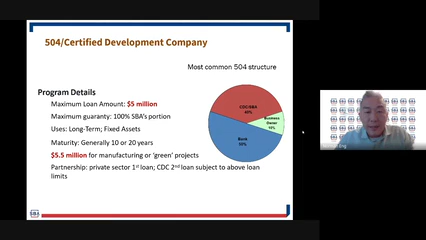 504/Certified Development Company
Most common 504 structure
Program Details
Maximum Loan Amount: $5 million
Maximum guaranty: 100% SBA's portion
Uses: Long-Term; Fixed Assets
Maturity: Generally 10 or 20 years
$5.5 million for manufacturing or 'green' projects
Partnership: private sector 1st loan; CDC 2nd loan subject to above loan
limits
CDC/SBA
40%
Business
Owner
10%
Bank
50%
SBA